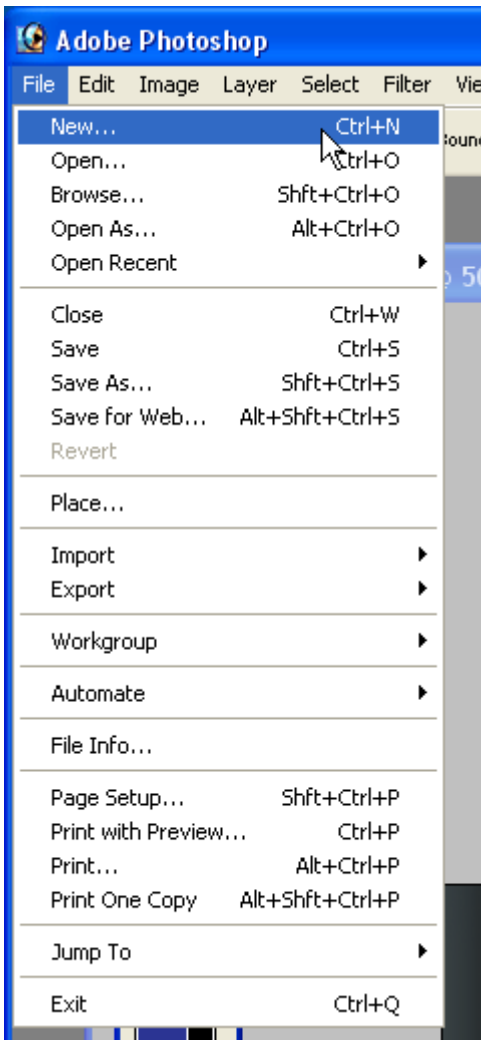 Adobe Photoshop
File Edit Image Layer Select Filter Vie
New... Ctrl+N
Open... Ctrl+O
Browse... Shft+Ctrl+O
Open As... Alt+Ctrl+O
Open Recent
Close Ctrl+W
Save Ctrl+S
Save As... Shft+Ctrl+S
Save for Web... Alt+Shft+Ctrl+S
Revert
Place...
Import
Export
Workgroup
Automate
File Info...
Page Setup... Shft+Ctrl+P
Print with Preview... Ctrl+P
Print... Alt+Ctrl+P
Print One Copy Alt+Shft+Ctrl+P
Jump To
Exit Ctrl+Q